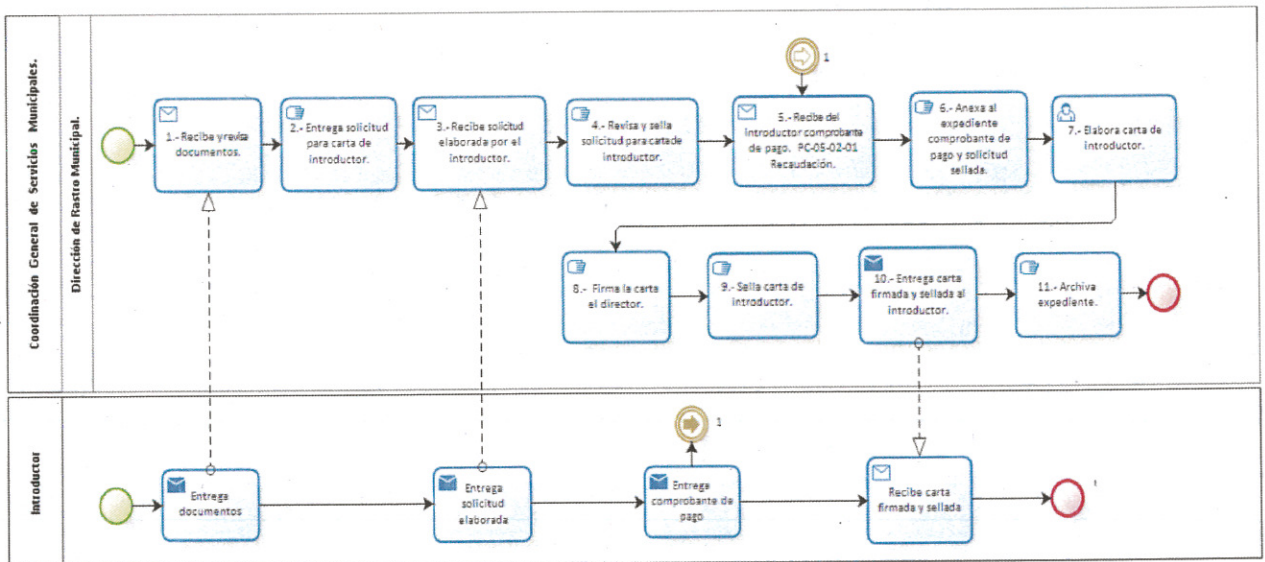 Coordinación General de Servicios Municipales.
Dirección de Rastro Municipal.
1.- Recibe y revisa
documentos.
2.- Entrega solicitud
para carta de
introductor.
3.- Recibe solicitud
elaborada por el
introductor.
4.- Revisa y sella
solicitud para carta de
introductor.
1
5.- Recibe del
introductor comprobante
de pago. PC-05-02-01
Recaudación.
6.- Anexa al
expediente
comprobante de
pago y solicitud
sellada.
7.- Elabora carta de
introductor.
8.- Firma la carta
el director.
9.- Sella carta de
introductor.
10.- Entrega carta
firmada y sellada al
introductor.
11.- Archiva
expediente.
Introductor
Entrega
documentos
Entrega
solicitud
elaborada
1
Entrega
comprobante de
pago
Recibe carta
firmada y sellada